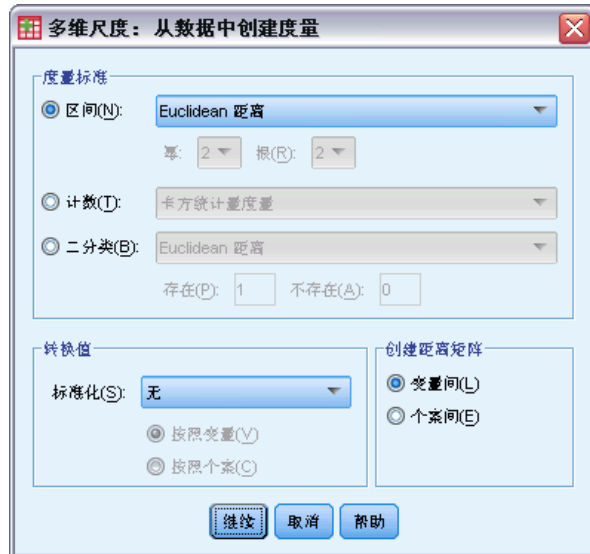 多维尺度：从数据中创建度量
度量标准
区间(N): Euclidean 距离
幂: 2 根(R): 2
计数(T): 卡方统计量度量
二分类(B): Euclidean 距离
存在(P): 1 不存在(A): 0
转换值
标准化(S): 无
按照变量(V)
按照个案(C)
创建距离矩阵
变量间(L)
个案间(E)
继续 取消 帮助